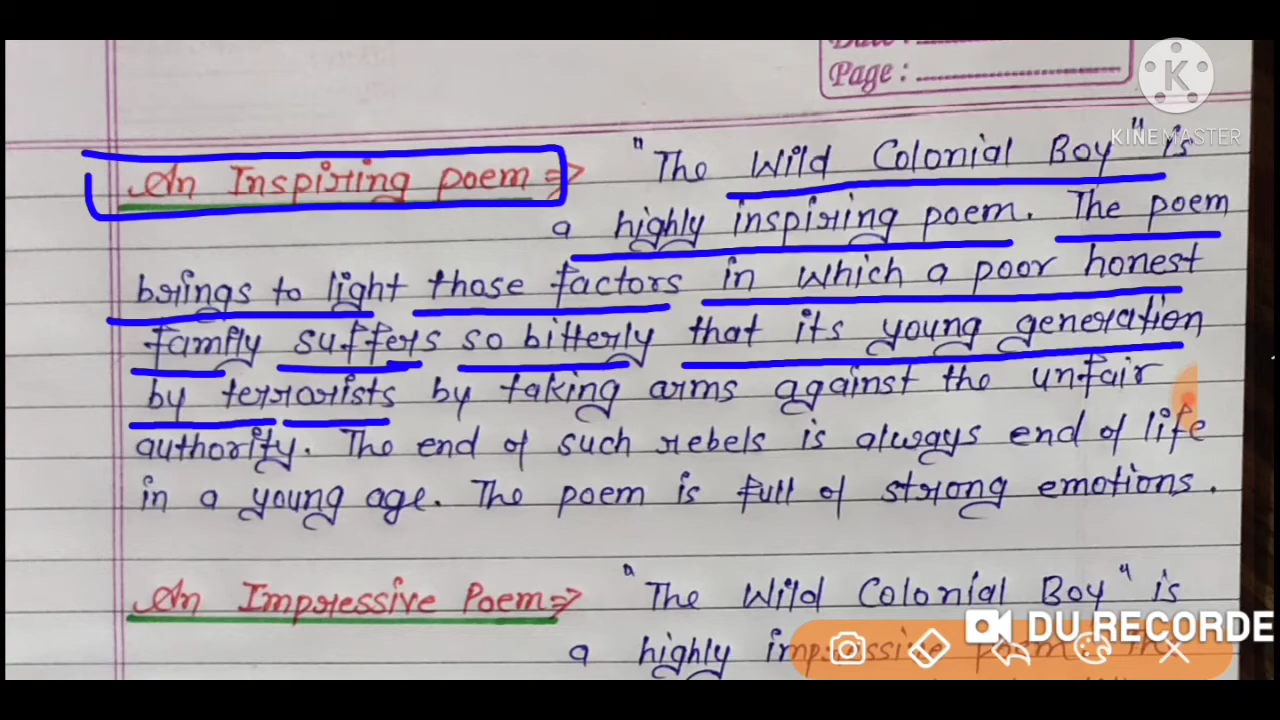 Page :
KINEMASTER
An Inspiring poem ⇒ "The Wild Colonial Boy" is
a highly inspiring poem. The poem
brings to light those factors in which a poor honest
family suffers so bitterly that its young generation
by terrorists by taking arms against the unfair
authority. The end of such rebels is always end of life
in a young age. The poem is full of strong emotions.
An Impressive Poem ⇒ "The Wild Colonial Boy" is
DU RECORDE
a highly impressive poem. Th